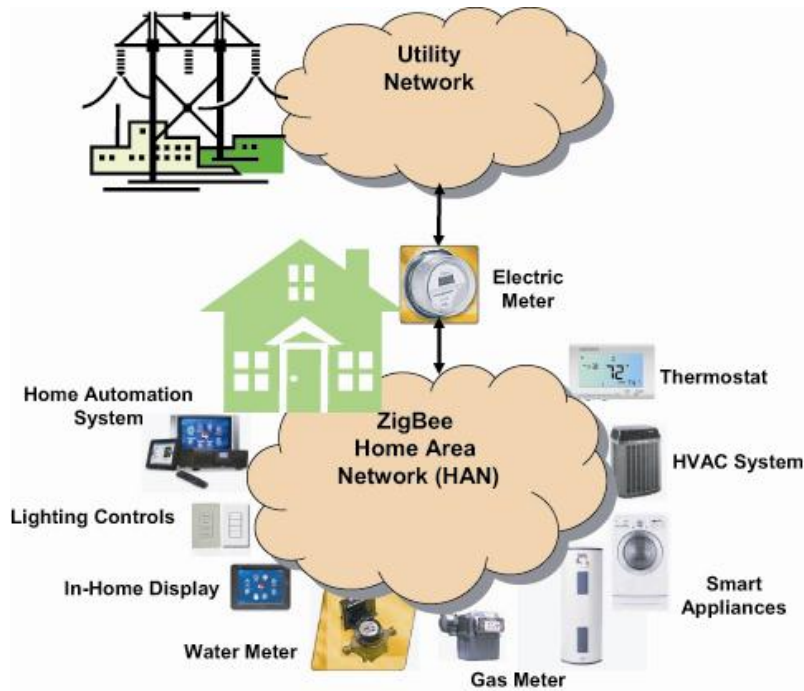 Utility
Network
Electric
Meter
Thermostat
Home Automation
System
ZigBee
Home Area
Network (HAN)
72°
HVAC System
Lighting Controls
In-Home Display
Smart
Appliances
Water Meter
Gas Meter